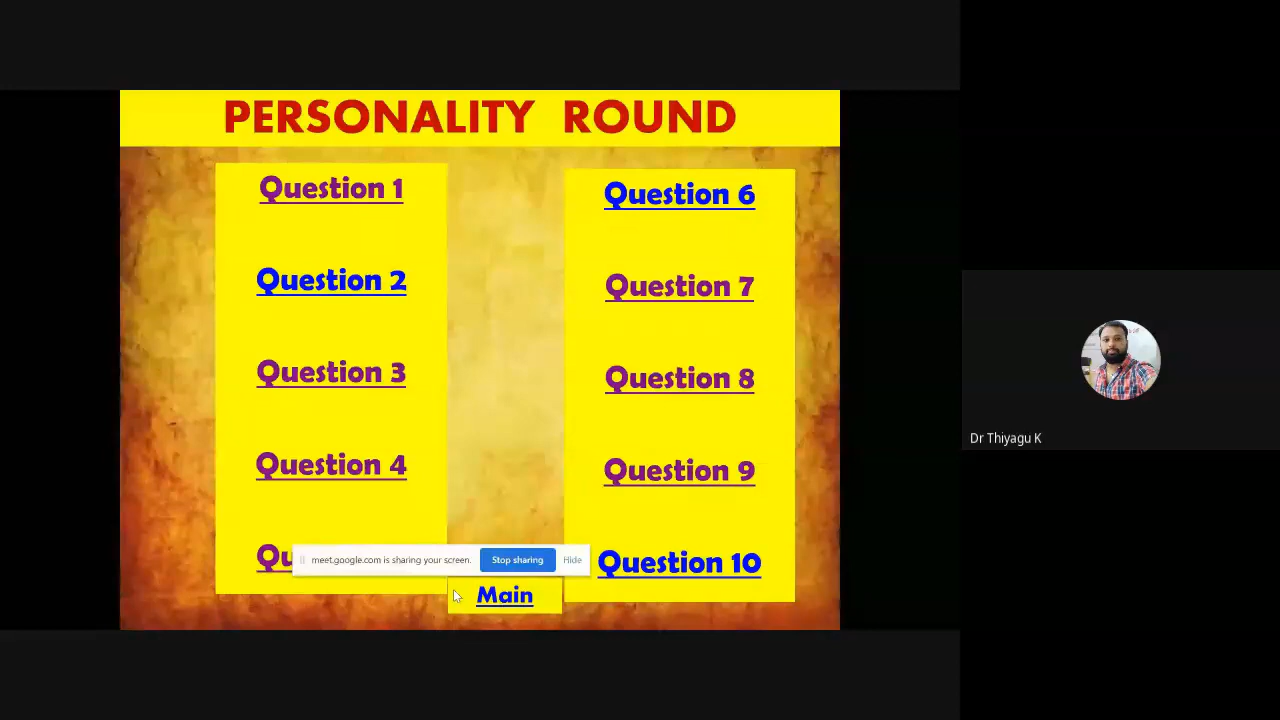 PERSONALITY ROUND
Question 1
Question 2
Question 3
Question 4
Qu
Question 6
Question 7
Question 8
Question 9
Question 10
meet.google.com is sharing your screen.
Stop sharing
Hide
Main
Dr Thiyagu K